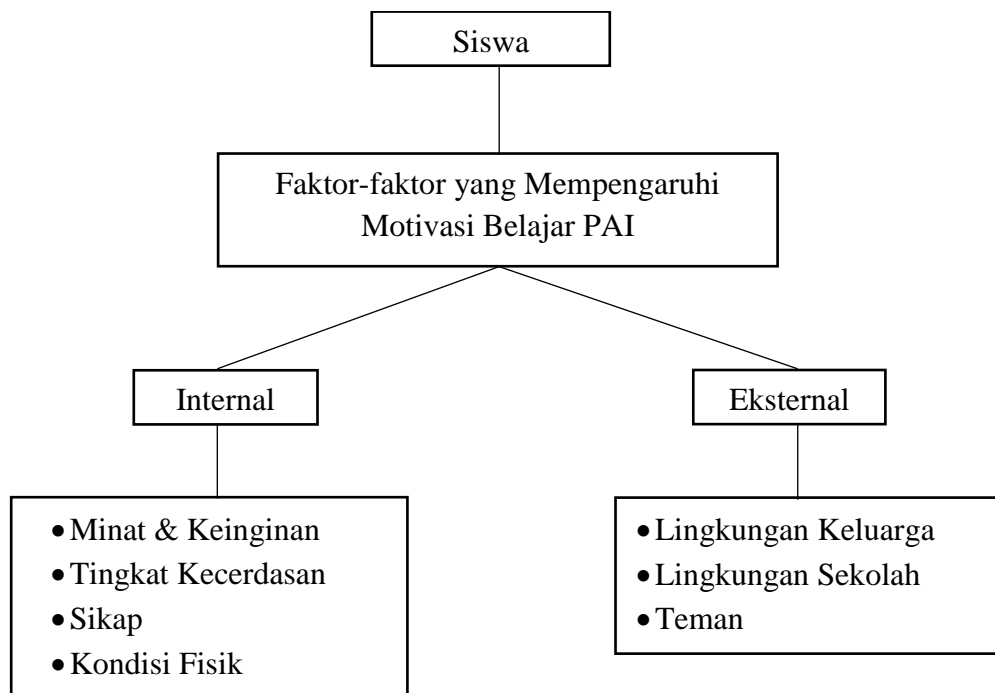 Siswa
Faktor-faktor yang Mempengaruhi
Motivasi Belajar PAI
Internal
Eksternal
•Minat & Keinginan
•Tingkat Kecerdasan
•Sikap
•Kondisi Fisik
•Lingkungan Keluarga
•Lingkungan Sekolah
•Teman